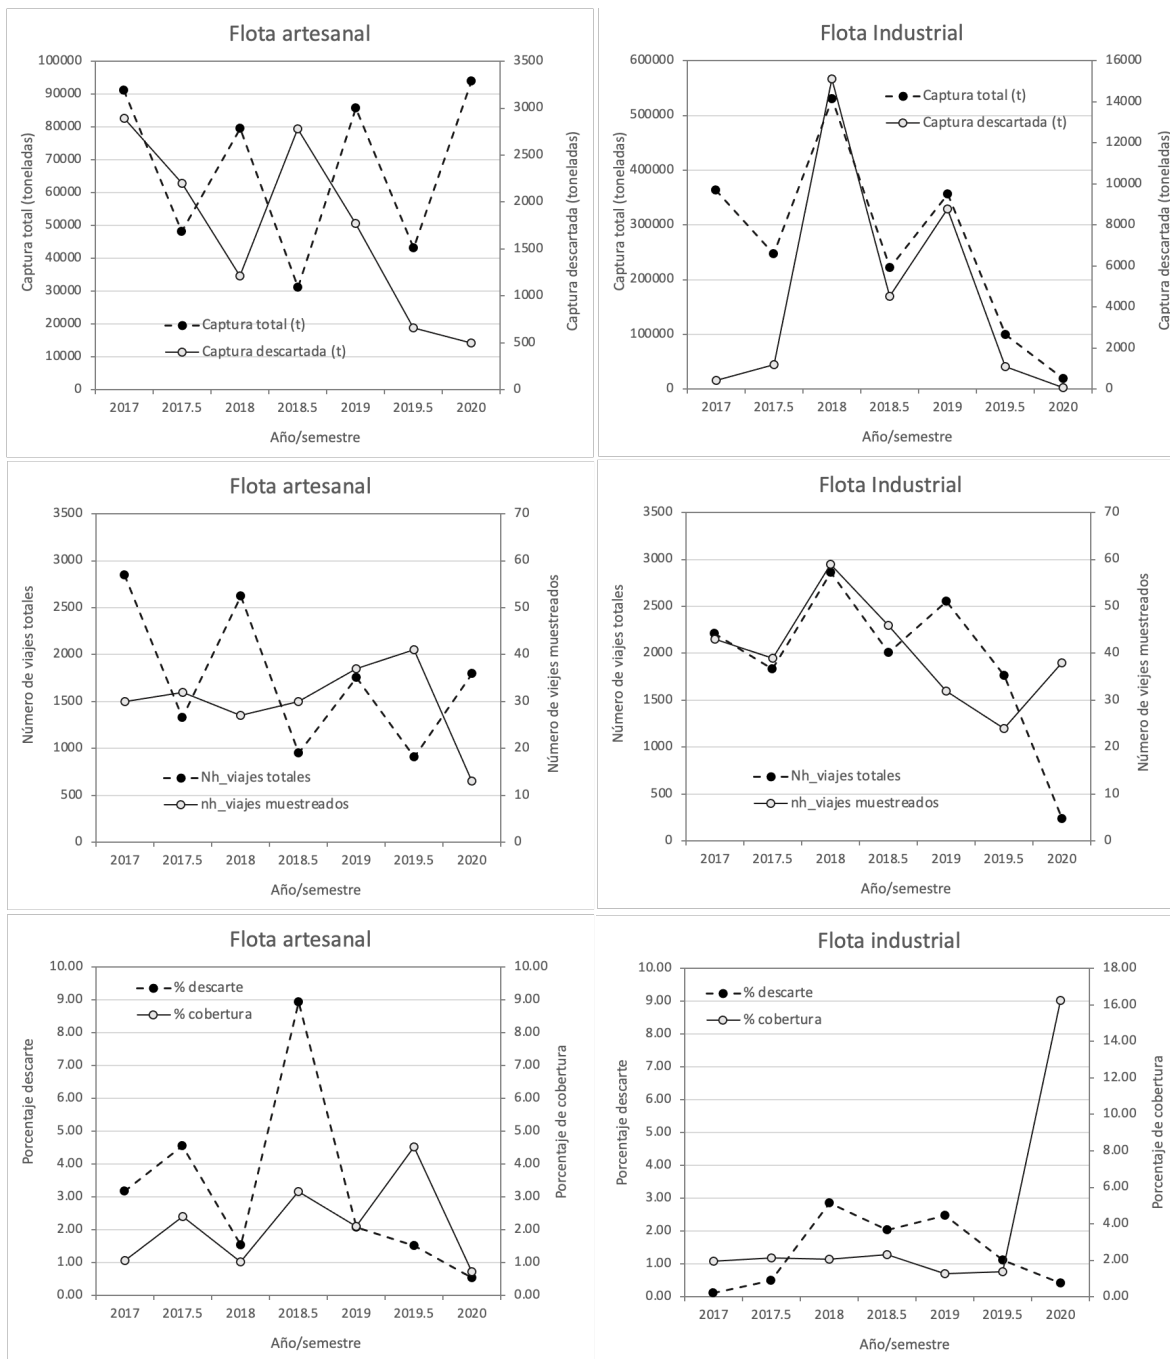 Flota artesanal
100000
90000
80000
70000
60000
50000
40000
30000
20000
10000
0
3500
3000
2500
2000
1500
1000
500
0
Captura total (toneladas)
Captura descartada (toneladas)
Captura total (t)
Captura descartada (t)
2017 2017.5 2018 2018.5 2019 2019.5 2020
Año/semestre
Flota Industrial
600000
500000
400000
300000
200000
100000
0
16000
14000
12000
10000
8000
6000
4000
2000
0
Captura total (toneladas)
Captura descartada (toneladas)
Captura total (t)
Captura descartada (t)
2017 2017.5 2018 2018.5 2019 2019.5 2020
Año/semestre
Flota artesanal
3500
3000
2500
2000
1500
1000
500
0
70
60
50
40
30
20
10
0
Número de viajes totales
Número de viejes muestreados
Nh_viajes totales
nh_viajes muestreados
2017 2017.5 2018 2018.5 2019 2019.5 2020
Año/semestre
Flota Industrial
3500
3000
2500
2000
1500
1000
500
0
70
60
50
40
30
20
10
0
Número de viajes totales
Número de viejes muestreados
Nh_viajes totales
nh_viajes muestreados
2017 2017.5 2018 2018.5 2019 2019.5 2020
Año/semestre
Flota artesanal
10.00
9.00
8.00
7.00
6.00
5.00
4.00
3.00
2.00
1.00
0.00
10.00
9.00
8.00
7.00
6.00
5.00
4.00
3.00
2.00
1.00
0.00
Porcentaje descarte
Porcentaje de cobertura
% descarte
% cobertura
2017 2017.5 2018 2018.5 2019 2019.5 2020
Año/semestre
Flota industrial
10.00
9.00
8.00
7.00
6.00
5.00
4.00
3.00
2.00
1.00
0.00
18.00
16.00
14.00
12.00
10.00
8.00
6.00
4.00
2.00
0.00
Porcentaje descarte
Porcentaje de cobertura
% descarte
% cobertura
2017 2017.5 2018 2018.5 2019 2019.5 2020
Año/semestre